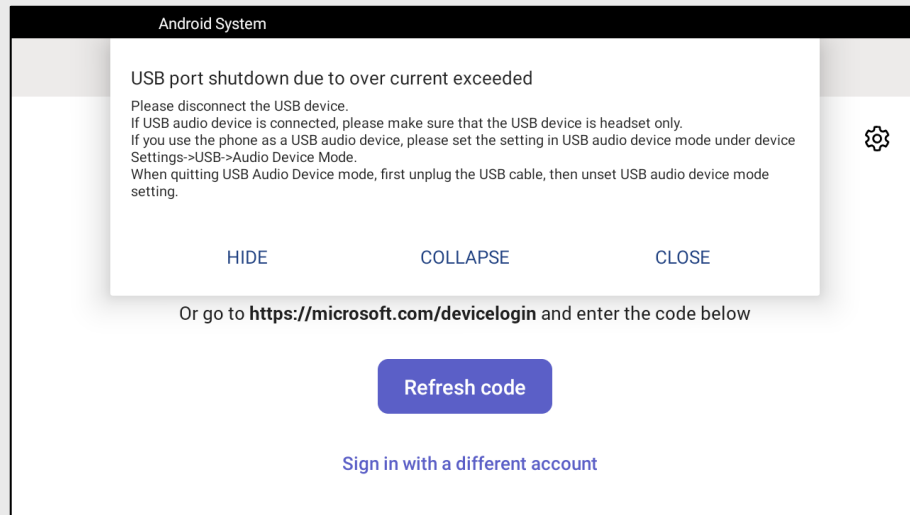 Android System
USB port shutdown due to over current exceeded
Please disconnect the USB device.
If USB audio device is connected, please make sure that the USB device is headset only.
If you use the phone as a USB audio device, please set the setting in USB audio device mode under device
Settings->USB->Audio Device Mode.
When quitting USB Audio Device mode, first unplug the USB cable, then unset USB audio device mode
setting.
HIDE COLLAPSE CLOSE
Or go to https://microsoft.com/devicelogin and enter the code below
Refresh code
Sign in with a different account